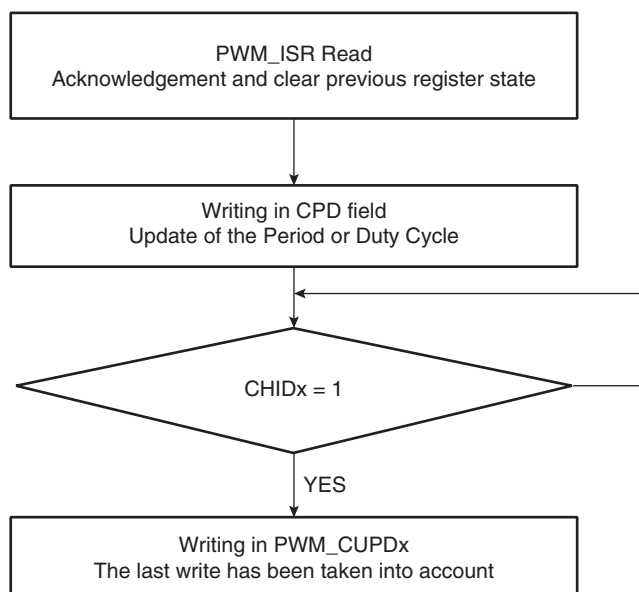 PWM_ISR Read
Acknowledgement and clear previous register state
Writing in CPD field
Update of the Period or Duty Cycle
CHIDx = 1
YES
Writing in PWM_CUPDx
The last write has been taken into account